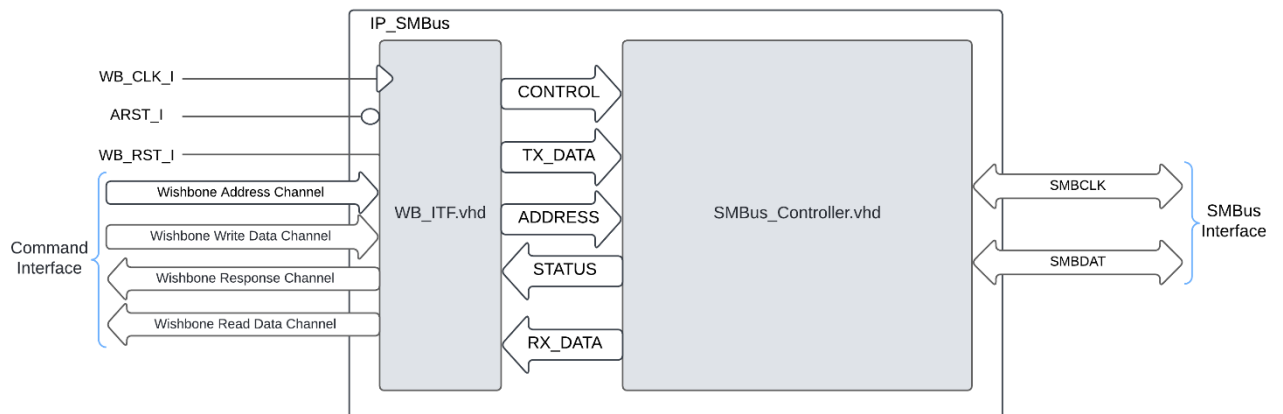 IP_SMBus
WB_CLK_I
ARST_I
WB_RST_I
Wishbone Address Channel
Wishbone Write Data Channel
Wishbone Response Channel
Wishbone Read Data Channel
Command
Interface
WB_ITF.vhd
CONTROL
TX_DATA
ADDRESS
STATUS
RX_DATA
SMBus_Controller.vhd
SMBCLK
SMBDAT
SMBus
Interface